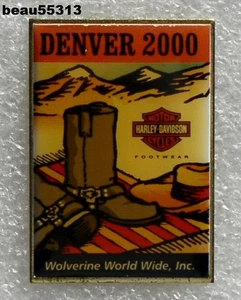 beau55313
DENVER 2000
MOTOR
HARLEY-DAVIDSON
CYCLES
FOOTWEAR
Wolverine World Wide, Inc.